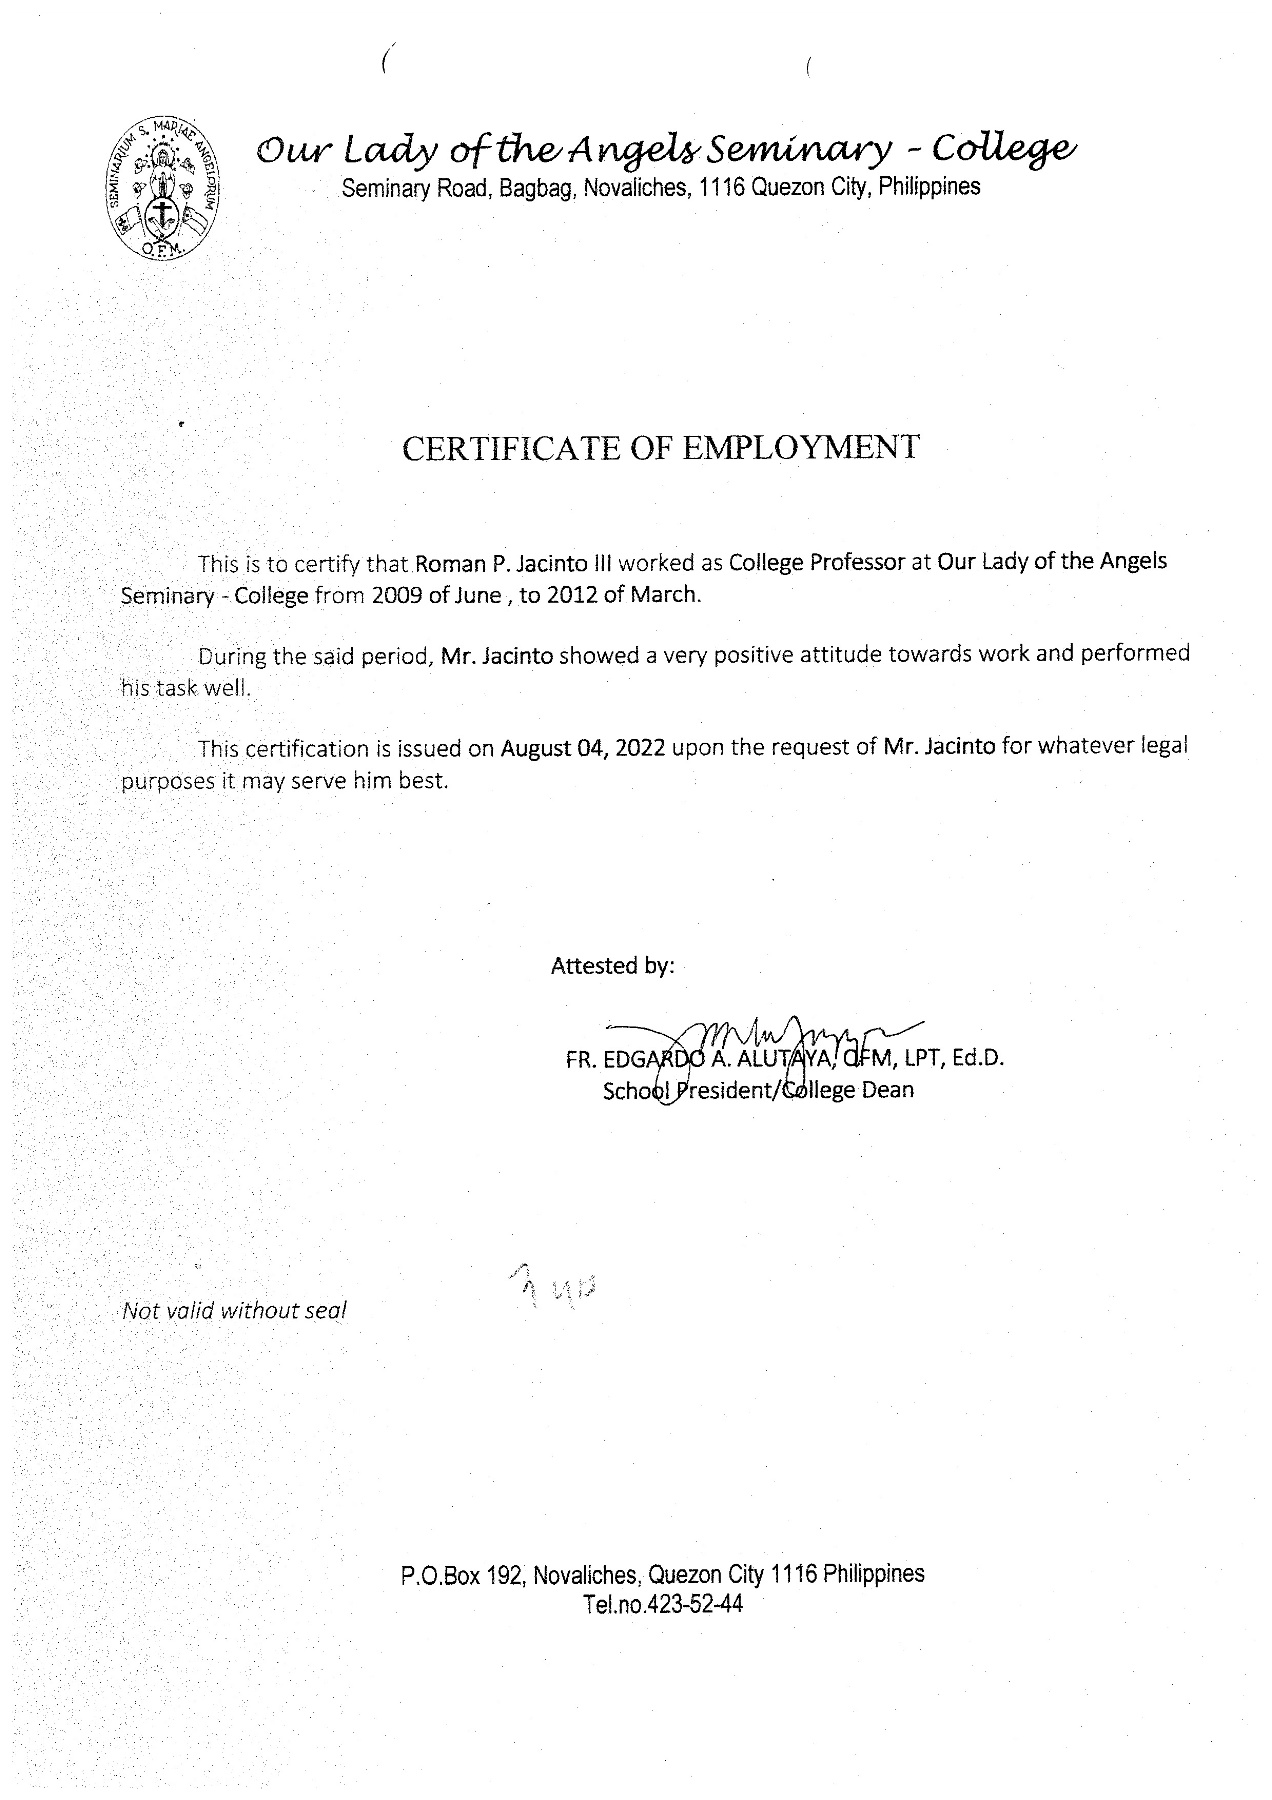 SEMINARIUM S. MARIAE ANGELORUM
O.F.M.
Our Lady of the Angels Seminary - College
Seminary Road, Bagbag, Novaliches, 1116 Quezon City, Philippines
CERTIFICATE OF EMPLOYMENT
This is to certify that Roman P. Jacinto III worked as College Professor at Our Lady of the Angels
Seminary - College from 2009 of June , to 2012 of March.
During the said period, Mr. Jacinto showed a very positive attitude towards work and performed
his task well.
This certification is issued on August 04, 2022 upon the request of Mr. Jacinto for whatever legal
purposes it may serve him best.
Attested by:
FR. EDGARDO A. ALUTAYA, OFM, LPT, Ed.D.
School President/College Dean
Not valid without seal
P.O.Box 192, Novaliches, Quezon City 1116 Philippines
Tel.no.423-52-44